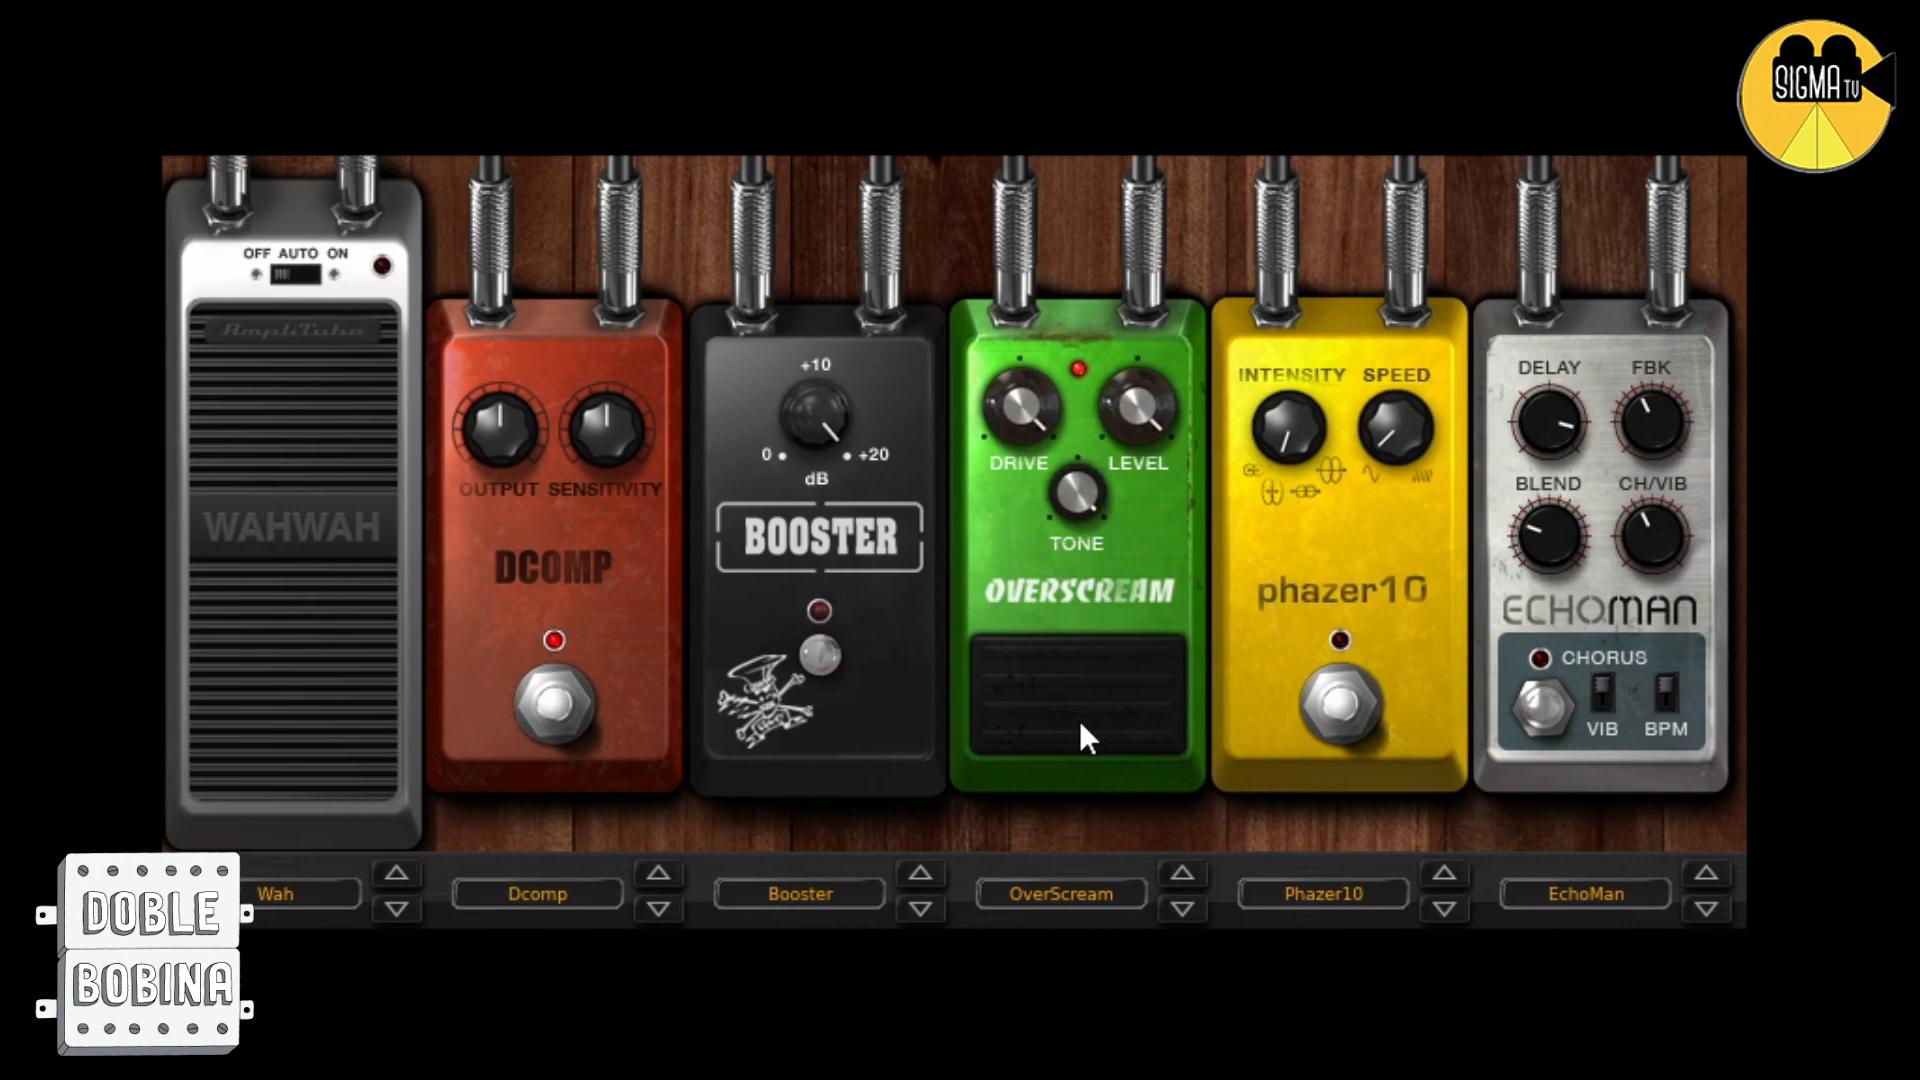 SIGMA TV
OFF AUTO ON
AmpliTube
WAHWAH
OUTPUT SENSITIVITY
DCOMP
+10
0 +20
dB
BOOSTER
DRIVE LEVEL
TONE
OVERSCREAM
INTENSITY SPEED
phazer10
DELAY FBK
BLEND CH/VIB
ECHOMAN
CHORUS
VIB BPM
Wah
Dcomp
Booster
OverScream
Phazer10
EchoMan
DOBLE
BOBINA